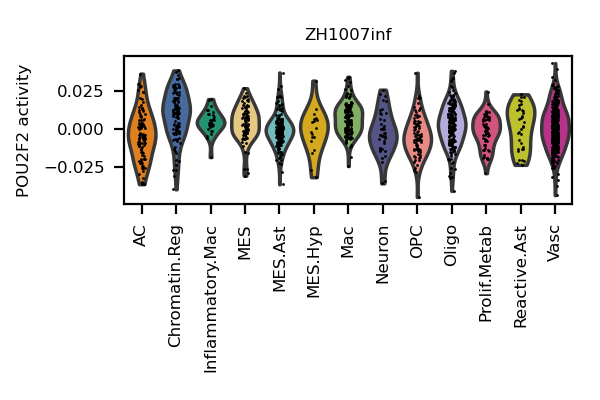 ZH1007inf
POU2F2 activity
0.025
0.000
−0.025
AC
Chromatin.Reg
Inflammatory.Mac
MES
MES.Ast
MES.Hyp
Mac
Neuron
OPC
Oligo
Prolif.Metab
Reactive.Ast
Vasc